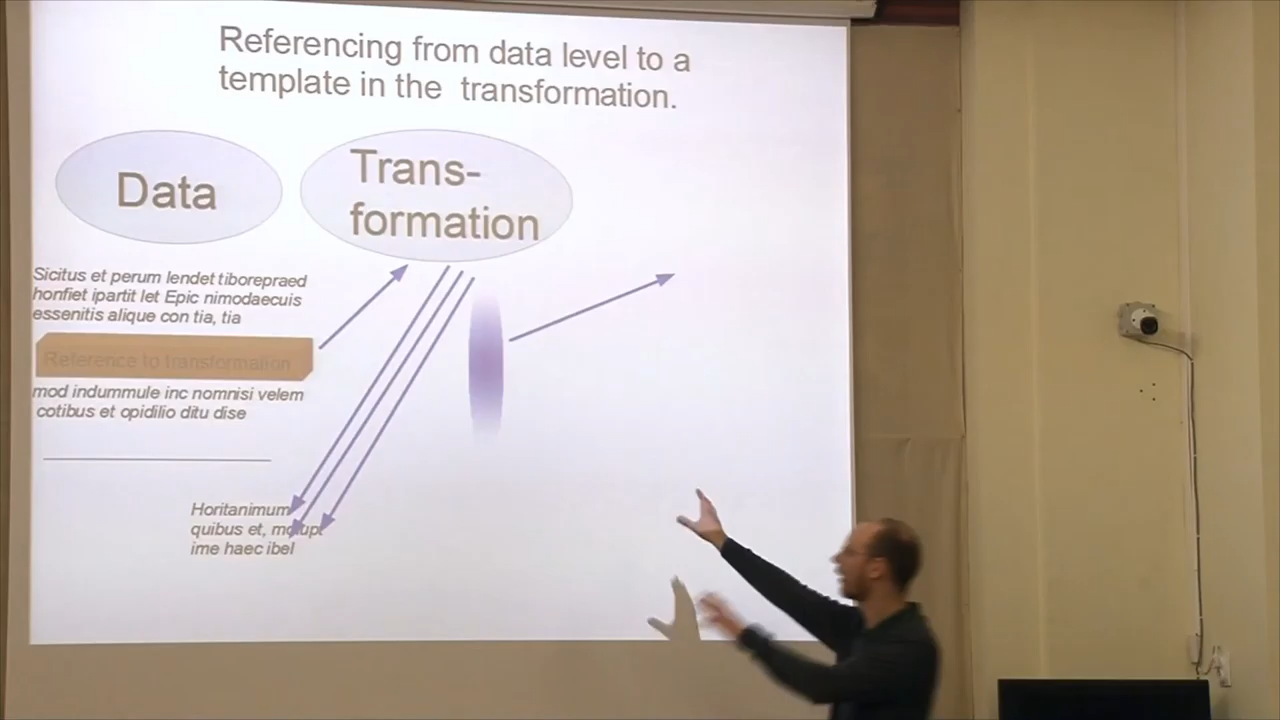 Referencing from data level to a
template in the transformation.
Data
Trans-
formation
Sicitus et perum lendet tiborepraed
honfiet ipartit let Epic nimodaecuis
essenitis alique con tia, tia
Reference to transformation
mod indummule inc nomnisi velem
cotibus et opidilio ditu dise
Horitanimum
quibus et, molupt
ime haec ibel